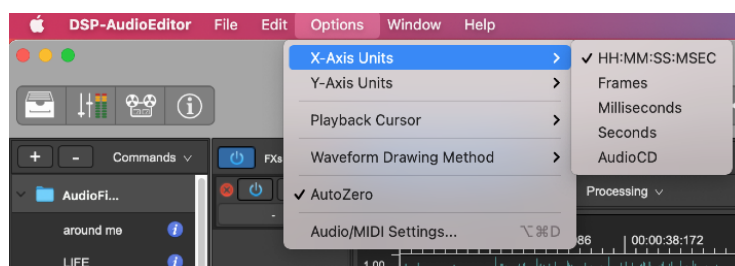 DSP-AudioEditor File Edit Options Window Help
X-Axis Units
Y-Axis Units
Playback Cursor
Waveform Drawing Method
✓ AutoZero
Audio/MIDI Settings... ⌥⌘D
✓ HH:MM:SS:MSEC
Frames
Milliseconds
Seconds
AudioCD
+ - Commands
FXs
Processing
AudioFi...
-
around me
LIFE
86 00:00:38:172
1.00